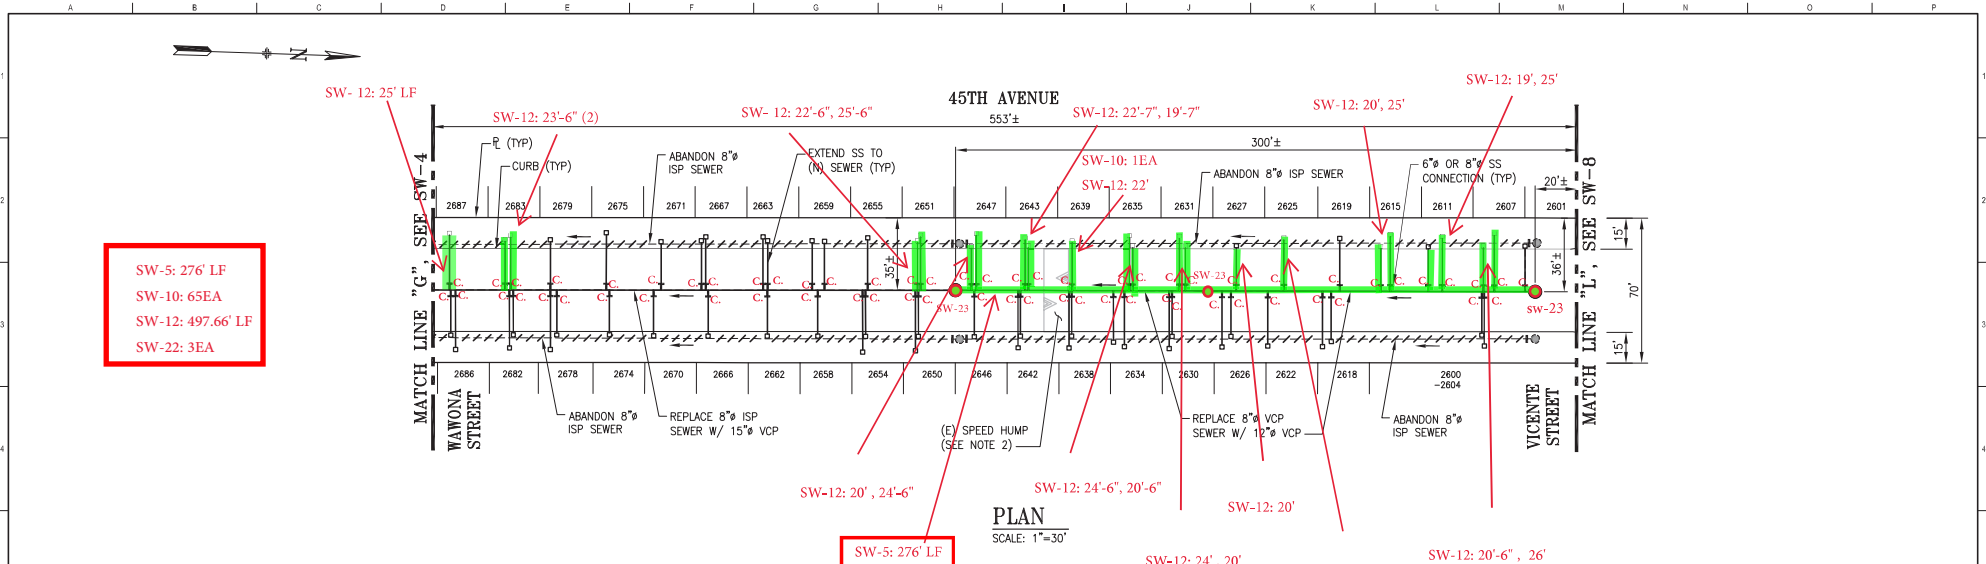 A B C D E F G H I J K L M N O P
1 1
2 2
3 3
4 4
N
45TH AVENUE
553'±
300'±
20'±
SW- 12: 25' LF
SW-12: 23'-6" (2)
SW- 12: 22'-6", 25'-6"
SW-12: 22'-7", 19'-7"
SW-12: 20', 25'
SW-12: 19', 25'
SW-10: 1EA
SW-12: 22'
℄ (TYP)
CURB (TYP)
ABANDON 8"ø
ISP SEWER
EXTEND SS TO
(N) SEWER (TYP)
ABANDON 8"ø ISP SEWER
6"ø OR 8"ø SS
CONNECTION (TYP)
MATCH LINE "G", SEE SW-4
2687 2683 2679 2675 2671 2667 2663 2659 2655 2651 2647 2643 2639 2635 2631 2627 2625 2619 2615 2611 2607 2601
MATCH LINE "L", SEE SW-8
35'±
36'±
15'
70'
15'
C. C. C. C. C. C. C. C. C. C. C. C. C. C. C. C. C. C. C.
SW-23
SW-23
sw-23
SW-5: 276' LF
SW-10: 65EA
SW-12: 497.66' LF
SW-22: 3EA
2686 2682 2678 2674 2670 2666 2662 2658 2654 2650 2646 2642 2638 2634 2630 2626 2622 2618 2600
-2604
WAWONA
STREET
ABANDON 8"ø
ISP SEWER
REPLACE 8"ø ISP
SEWER W/ 15"ø VCP
(E) SPEED HUMP
(SEE NOTE 2)
REPLACE 8"ø VCP
SEWER W/ 12"ø VCP
ABANDON 8"ø
ISP SEWER
VICENTE
STREET
SW-12: 20' , 24'-6"
SW-12: 24'-6", 20'-6"
SW-12: 20'
PLAN
SCALE: 1"=30'
SW-5: 276' LF
SW-12: 24', 20'
SW-12: 20'-6" , 26'